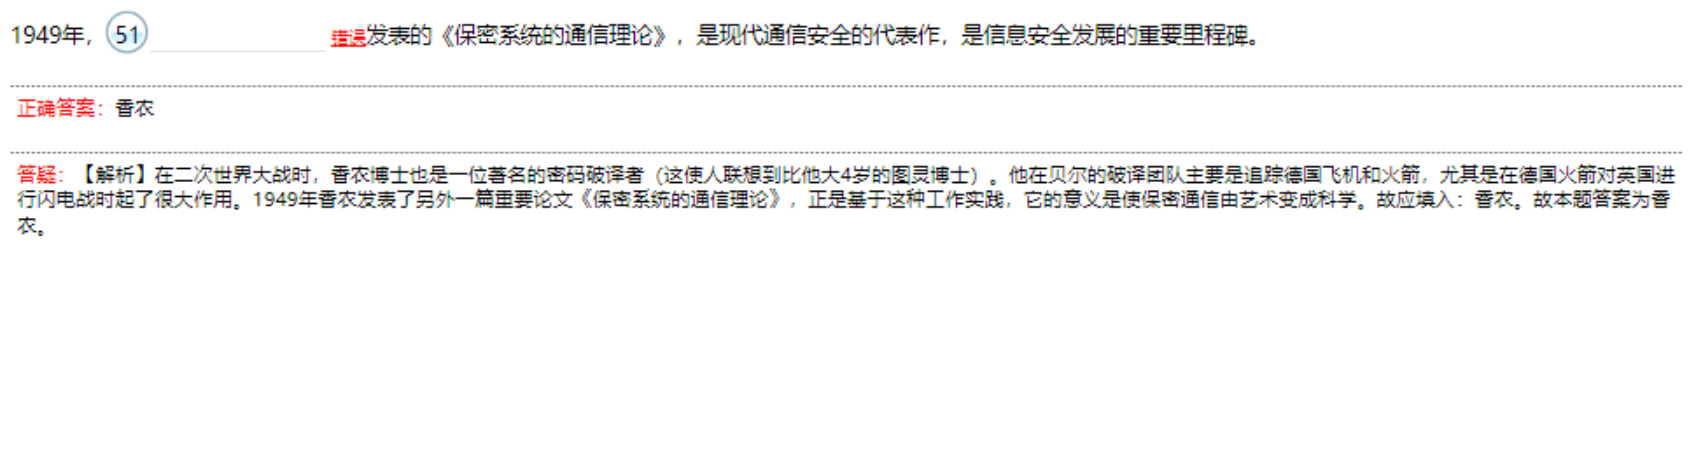 1949年， 51 错误发表的《保密系统的通信理论》，是现代通信安全的代表作，是信息安全发展的重要里程碑。
正确答案：香农
答疑：【解析】在二次世界大战时，香农博士也是一位著名的密码破译者（这使人联想到比他大4岁的图灵博士）。他在贝尔的破译团队主要是追踪德国飞机和火箭，尤其是在德国火箭对英国进
行闪电战时起了很大作用。1949年香农发表了另外一篇重要论文《保密系统的通信理论》，正是基于这种工作实践，它的意义是使保密通信由艺术变成科学。故应填入：香农。故本题答案为香
农。